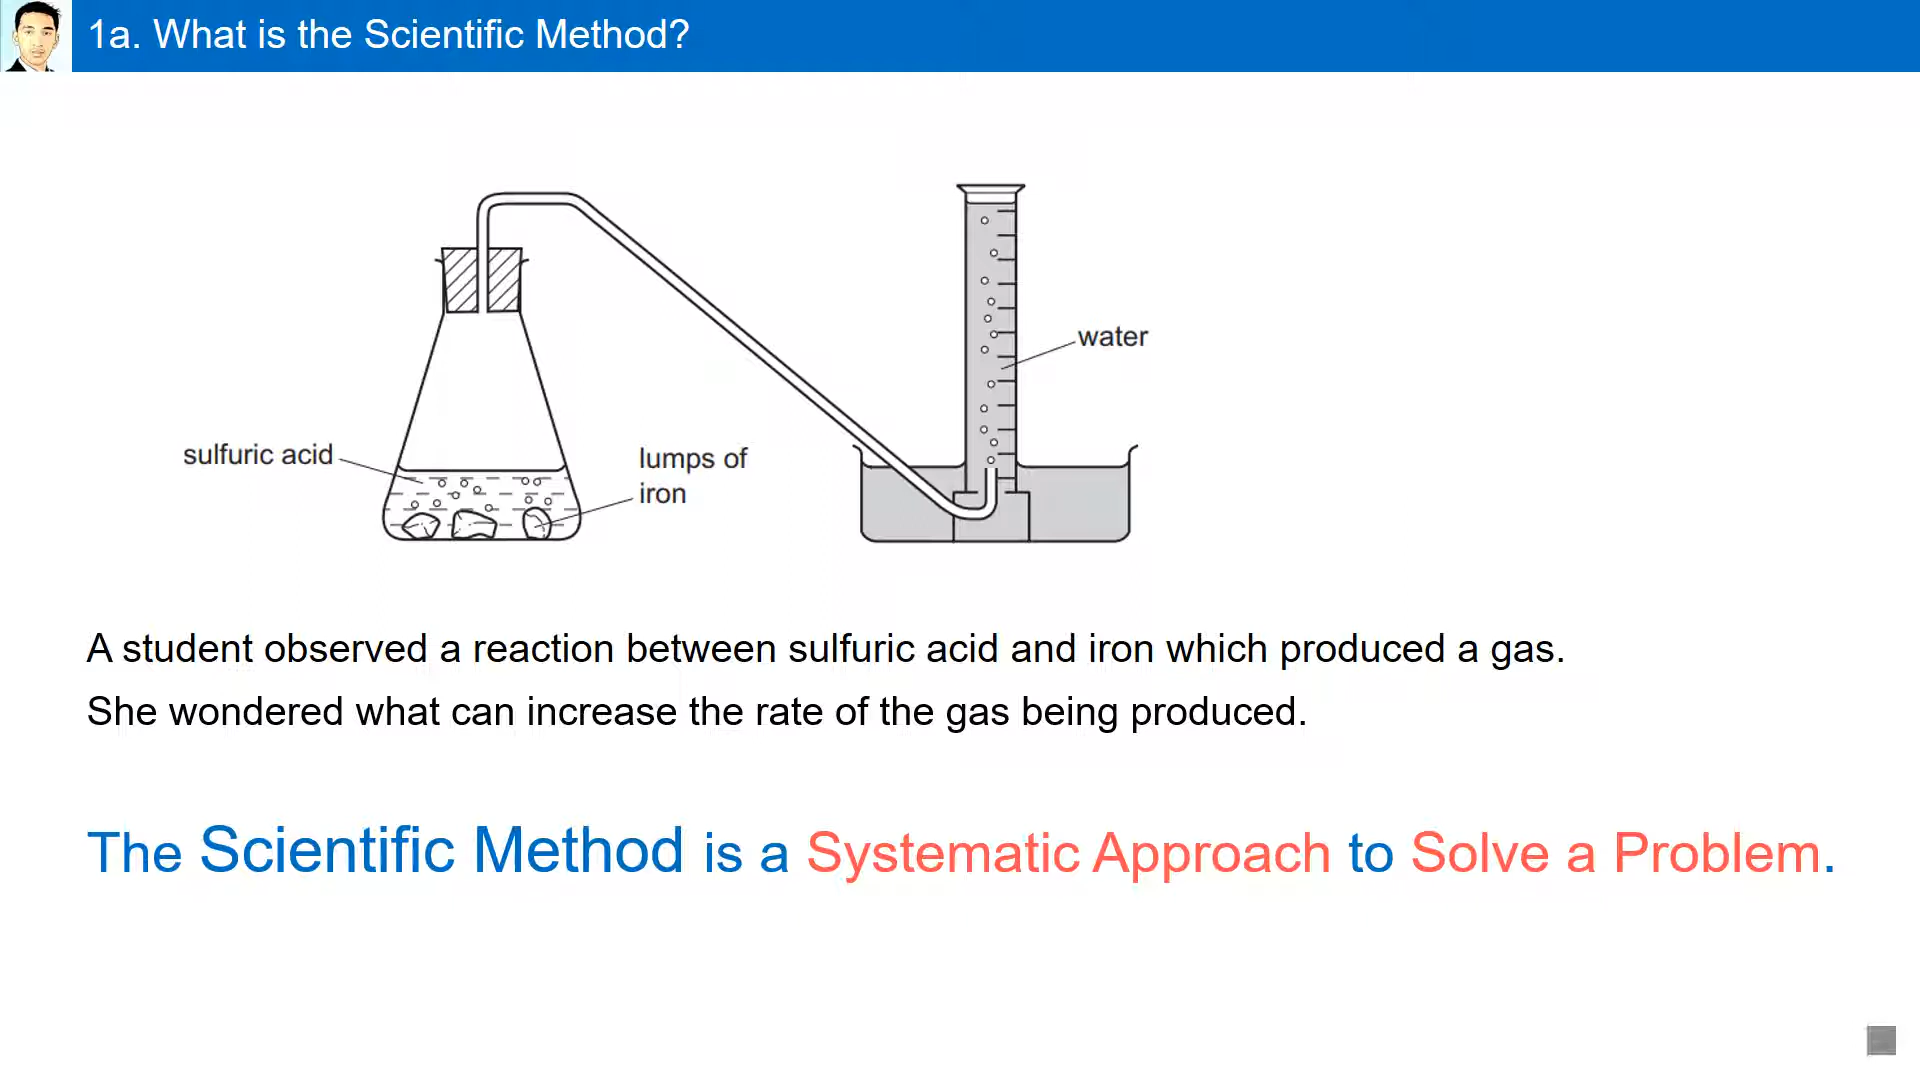 1a. What is the Scientific Method?
water
sulfuric acid
lumps of
iron
A student observed a reaction between sulfuric acid and iron which produced a gas.
She wondered what can increase the rate of the gas being produced.
The Scientific Method is a Systematic Approach to Solve a Problem.